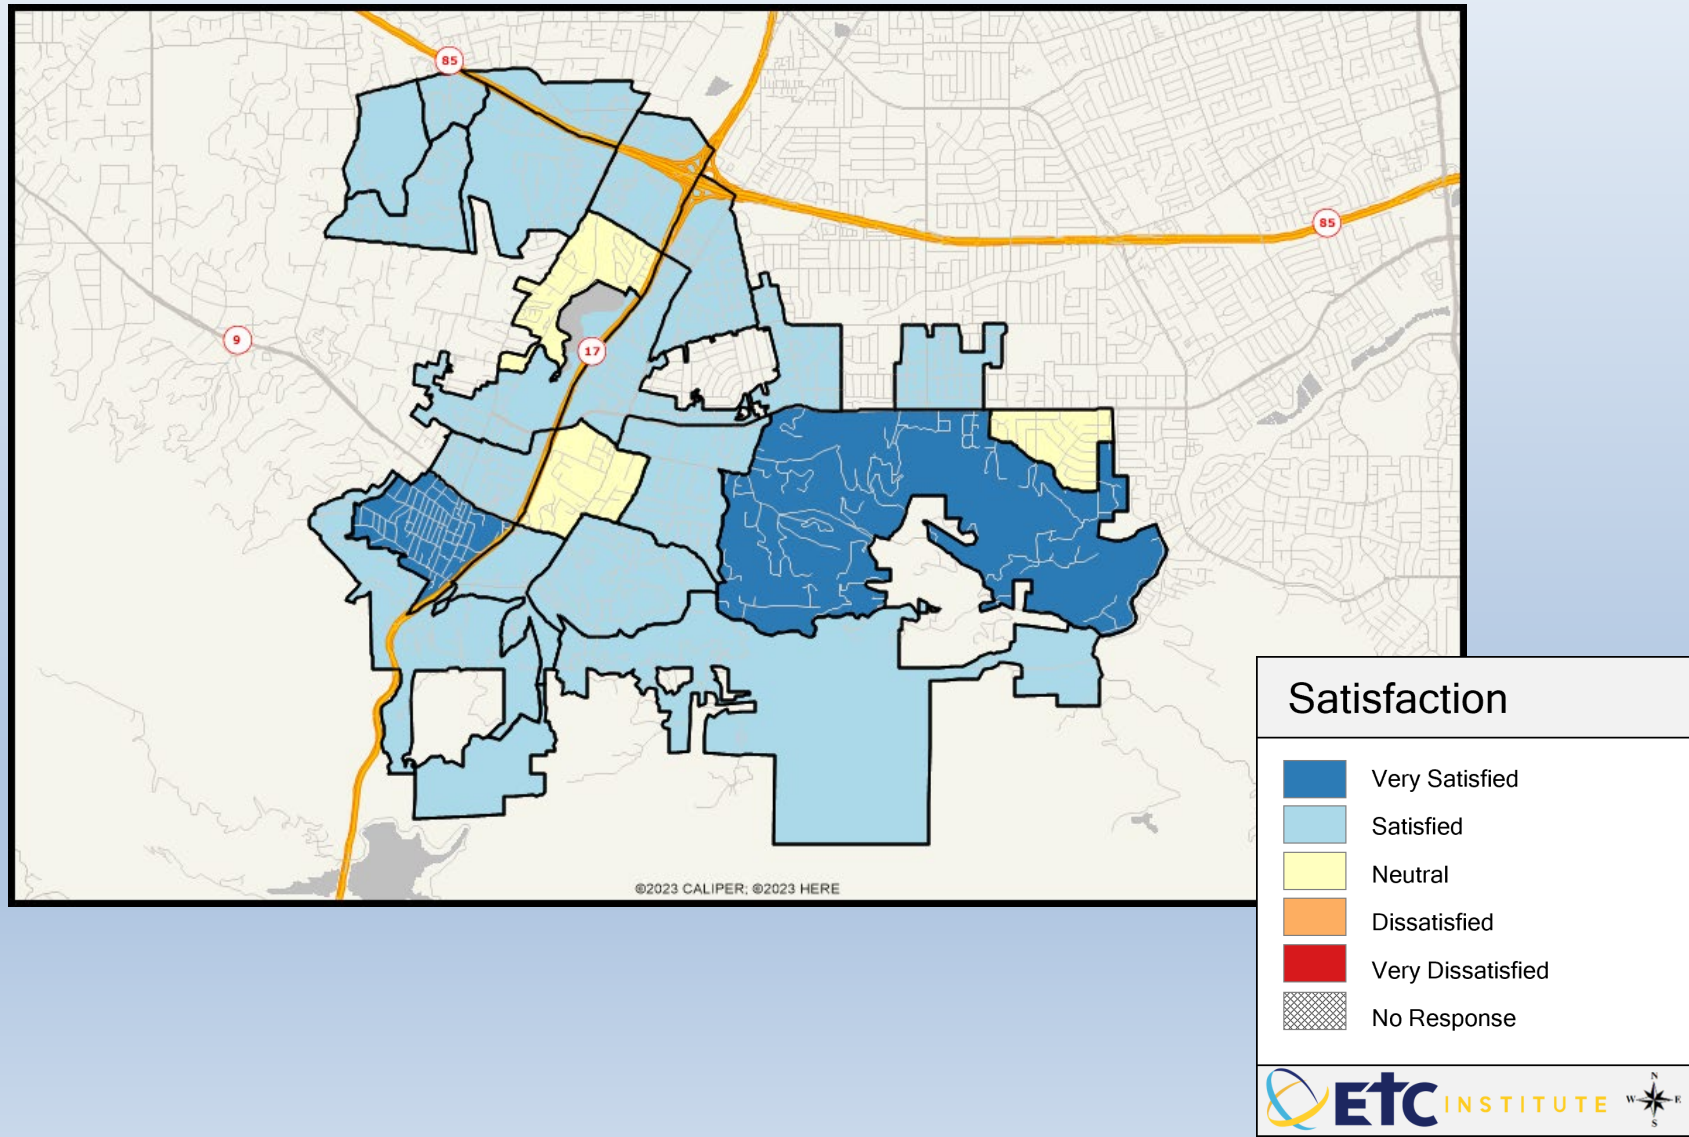 85
85
9
17
©2023 CALIPER; ©2023 HERE
Satisfaction
Very Satisfied
Satisfied
Neutral
Dissatisfied
Very Dissatisfied
No Response
ETC INSTITUTE
N
W E
S